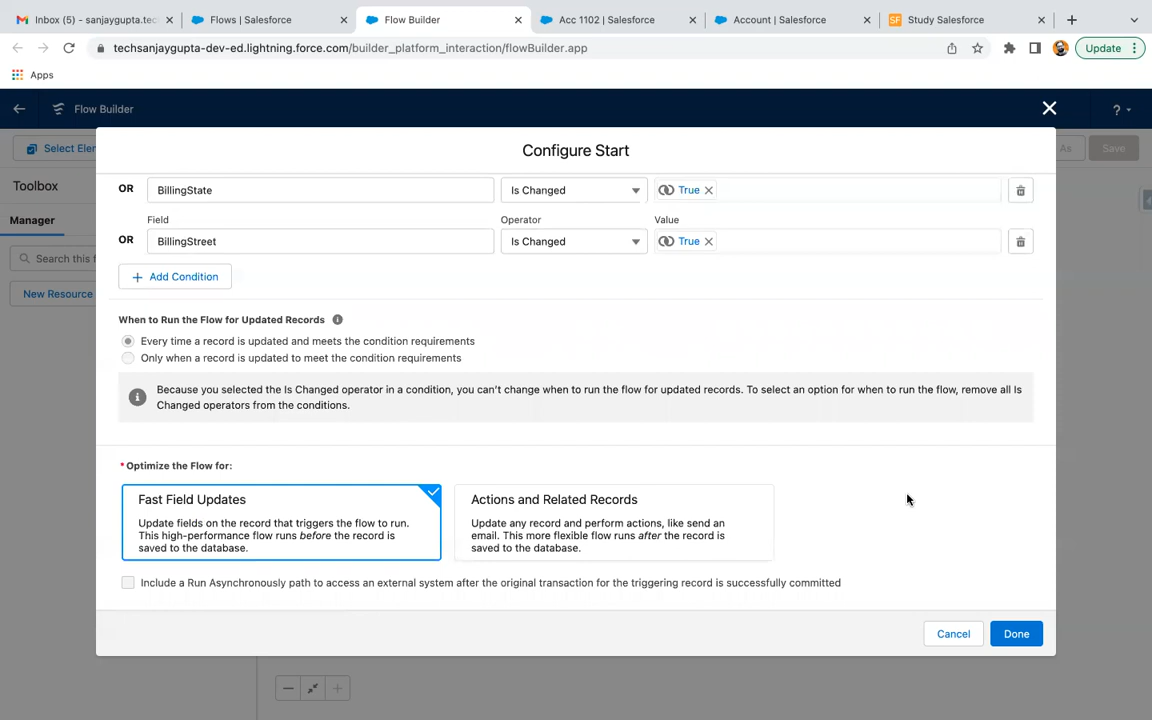 Inbox (5) - sanjaygupta.tec
Flows | Salesforce
Flow Builder
Acc 1102 | Salesforce
Account | Salesforce
SF Study Salesforce
techsanjaygupta-dev-ed.lightning.force.com/builder_platform_interaction/flowBuilder.app
Update
Apps
Flow Builder
?
Configure Start
Select Ele
As
Save
Toolbox
Manager
Search this f
New Resource
OR BillingState Is Changed True
Field Operator Value
OR BillingStreet Is Changed True
+ Add Condition
When to Run the Flow for Updated Records
Every time a record is updated and meets the condition requirements
Only when a record is updated to meet the condition requirements
Because you selected the Is Changed operator in a condition, you can't change when to run the flow for updated records. To select an option for when to run the flow, remove all Is
Changed operators from the conditions.
* Optimize the Flow for:
Fast Field Updates
Update fields on the record that triggers the flow to run.
This high-performance flow runs before the record is
saved to the database.
Actions and Related Records
Update any record and perform actions, like send an
email. This more flexible flow runs after the record is
saved to the database.
Include a Run Asynchronously path to access an external system after the original transaction for the triggering record is successfully committed
Cancel
Done